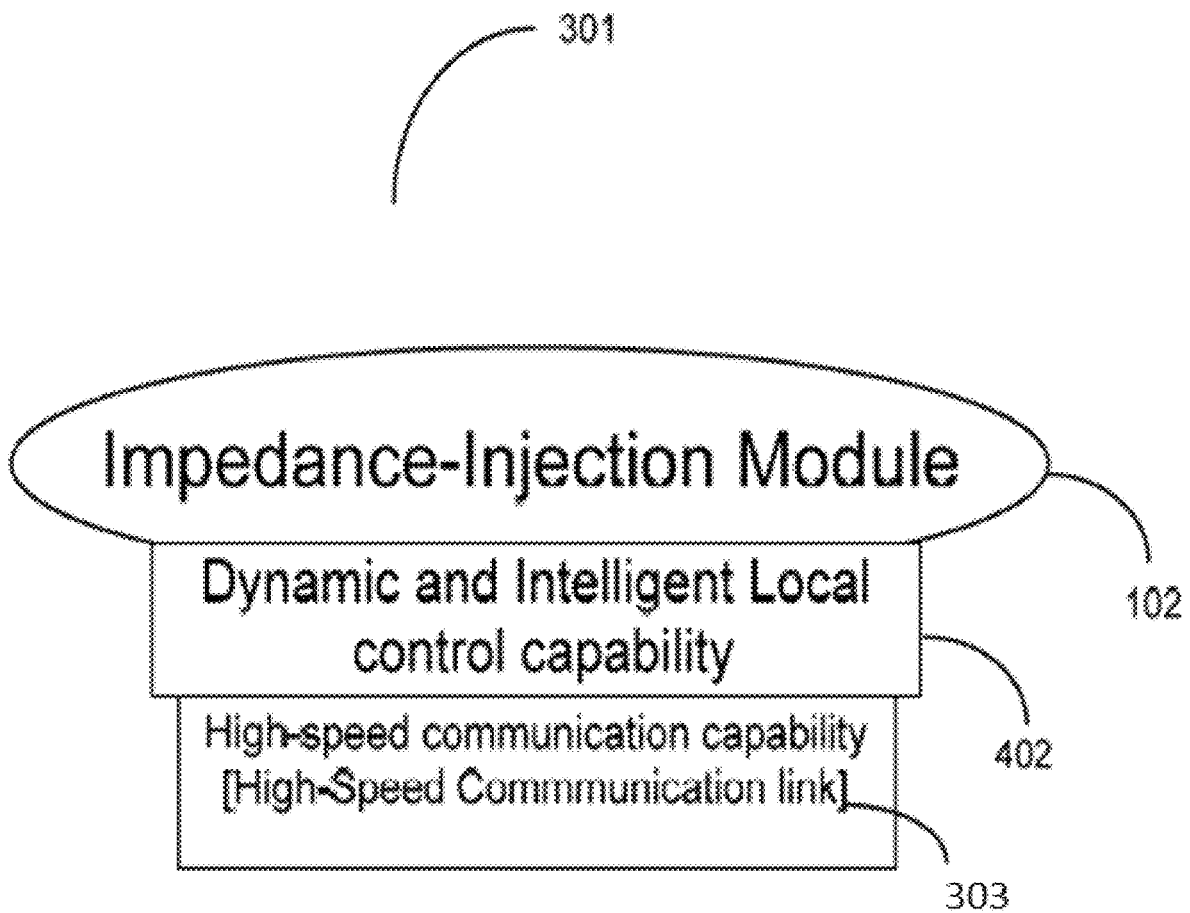 301
Impedance-Injection Module
102
Dynamic and Intelligent Local
control capability
402
High-speed communication capability
[High-Speed Commmunication link]
303